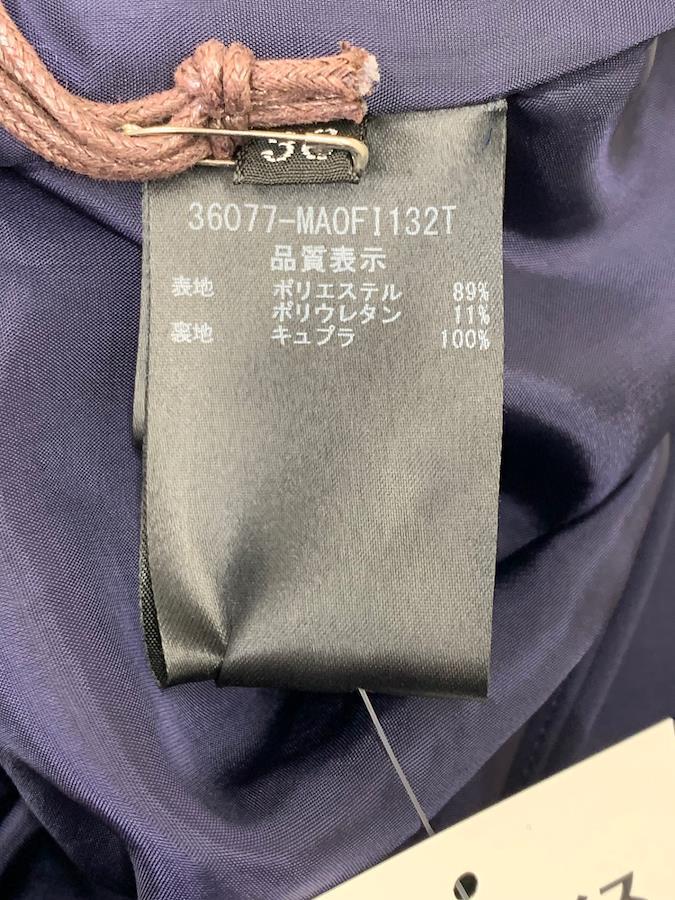 36077-MAOFI132T
品質表示
表地 ポリエステル 89%
ポリウレタン 11%
裏地 キュプラ 100%